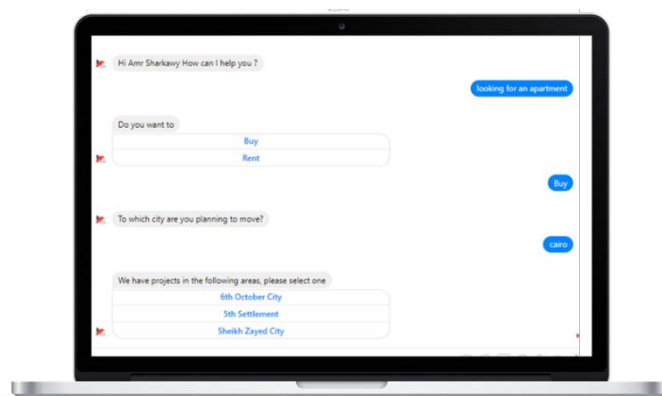 Hi Amr Sharkawy How can I help you ?
looking for an apartment
Do you want to
Buy
Rent
Buy
To which city are you planning to move?
cairo
We have projects in the following areas, please select one
6th October City
5th Settlement
Sheikh Zayed City